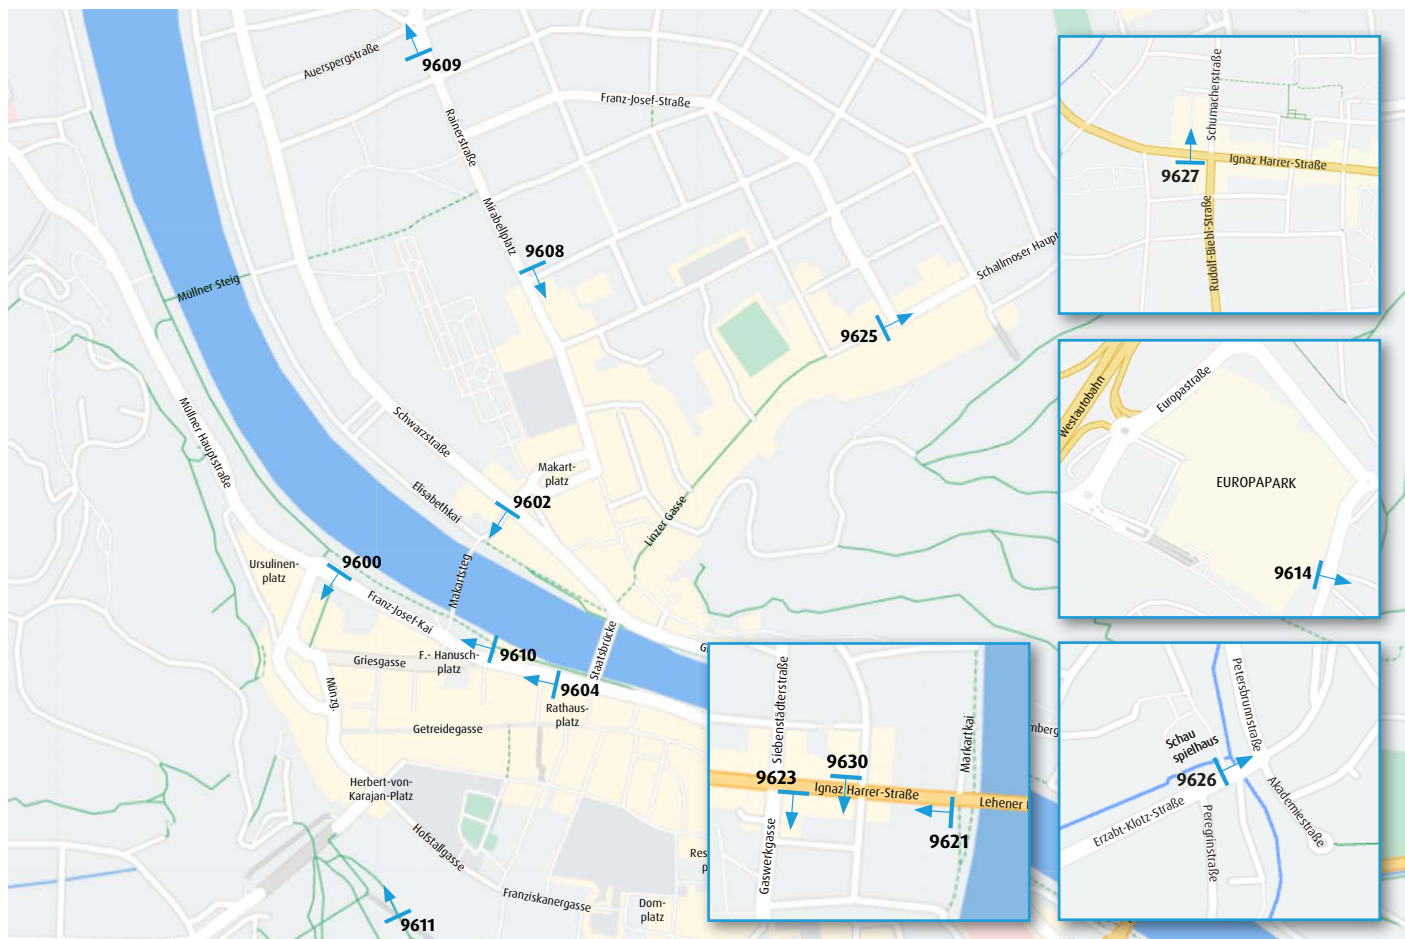 Auerspergstraße
9609
Franz-Josef-Straße
Rainerstraße
Mirabellplatz
9608
Schallmoser Haupt
9625
Müllner Steig
Müllner Hauptstraße
Schwarzstraße
Elisabethkai
Makart-
platz
9602
Linzer Gasse
Makartsteg
Ursulinen-
platz
9600
Franz-Josef-Kai
Griesgasse
F.- Hanusch-
platz
9610
Staatsbrücke
9604
Rathaus-
platz
Münzg.
Getreidegasse
Herbert-von-
Karajan-Platz
Hofstallgasse
Franziskanergasse
Dom-
platz
9611
Schumacherstraße
Ignaz Harrer-Straße
9627
Rudolf-Biebl-Straße
Westautobahn
Europastraße
EUROPAPARK
9614
Siebenstädterstraße
9630
9623
Ignaz Harrer-Straße
Markartkai
Lehener
Gaswerkgasse
9621
Petersbrunnstraße
Schau
spielhaus
9626
Erzabt-Klotz-Straße
Peregrinstraße
Akademiestraße